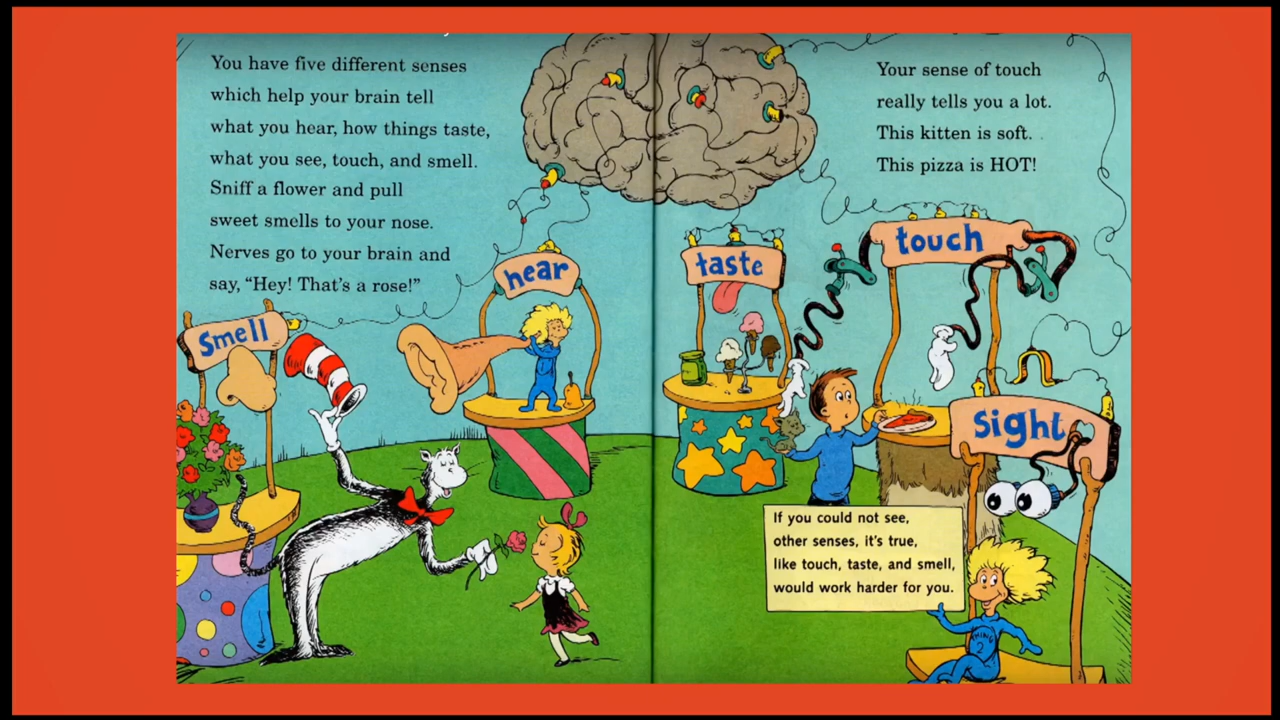 You have five different senses
which help your brain tell
what you hear, how things taste,
what you see, touch, and smell.
Sniff a flower and pull
sweet smells to your nose.
Nerves go to your brain and
say, “Hey! That’s a rose!”
Your sense of touch
really tells you a lot.
This kitten is soft.
This pizza is HOT!
smell
hear
taste
touch
sight
If you could not see,
other senses, it's true,
like touch, taste, and smell,
would work harder for you.
THING
2